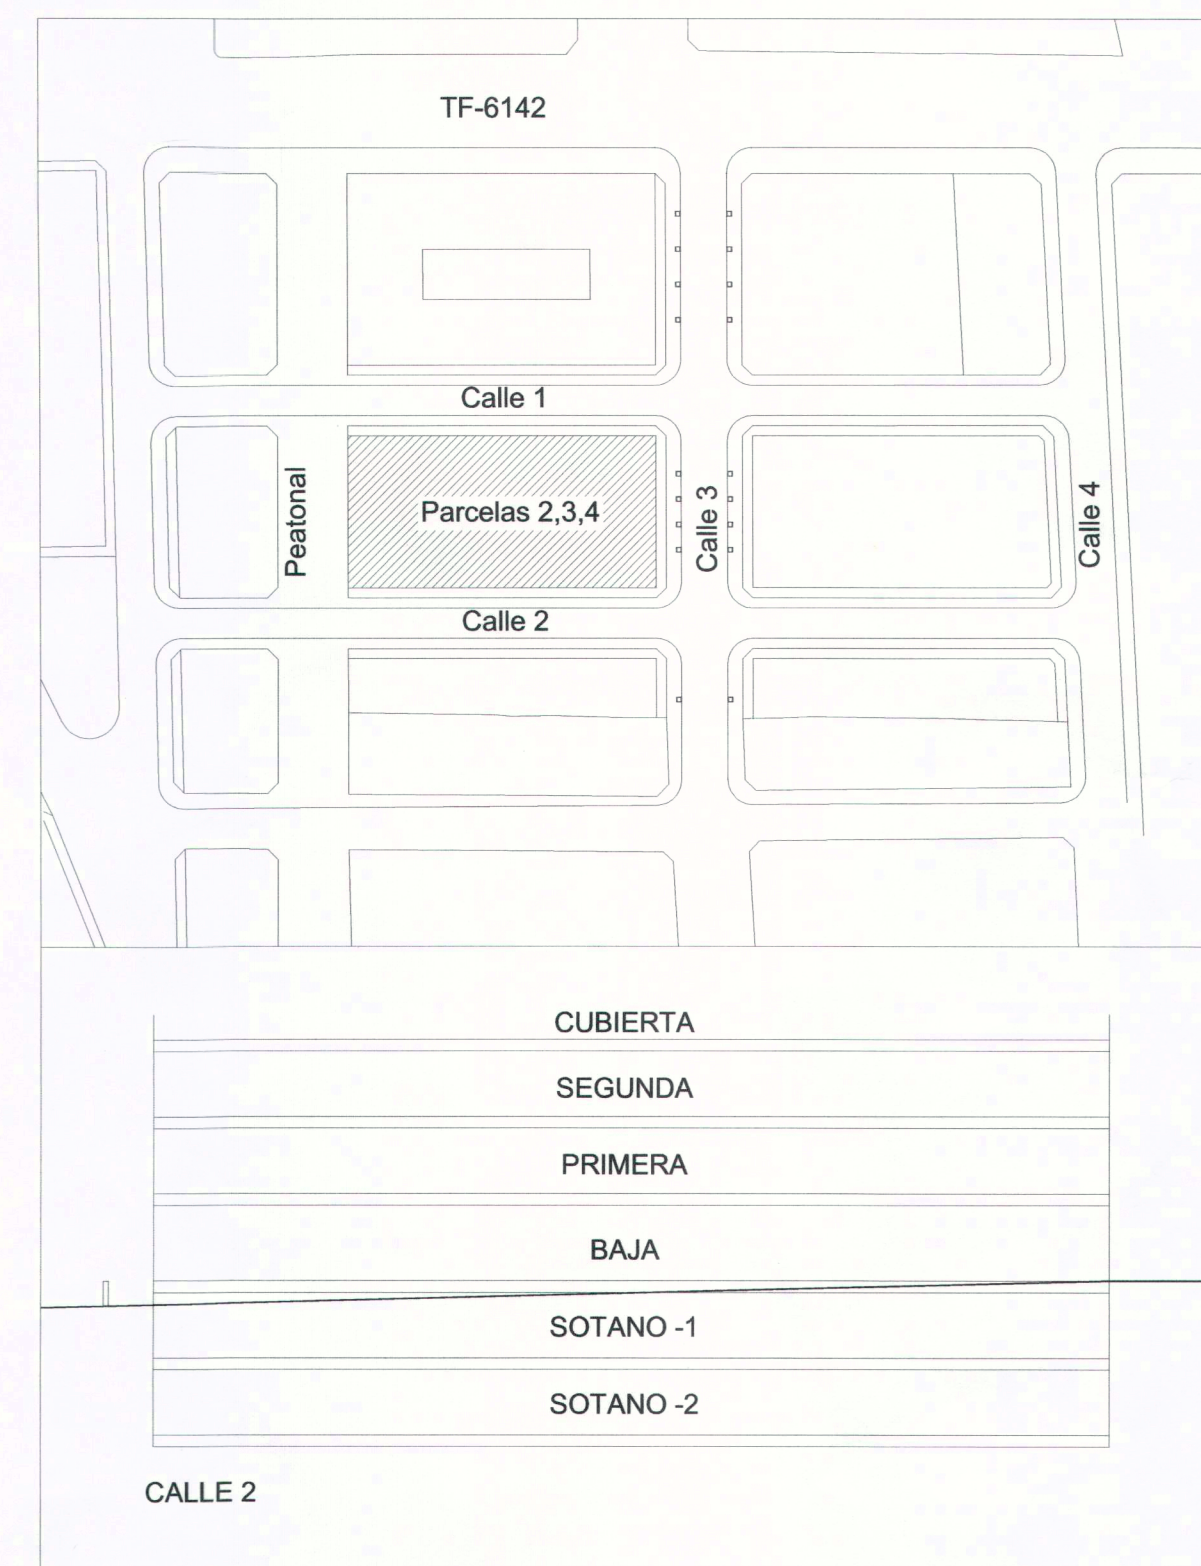 TF-6142
Calle 1
Peatonal
Parcelas 2,3,4
Calle 3
Calle 4
Calle 2
CUBIERTA
SEGUNDA
PRIMERA
BAJA
SOTANO -1
SOTANO -2
CALLE 2